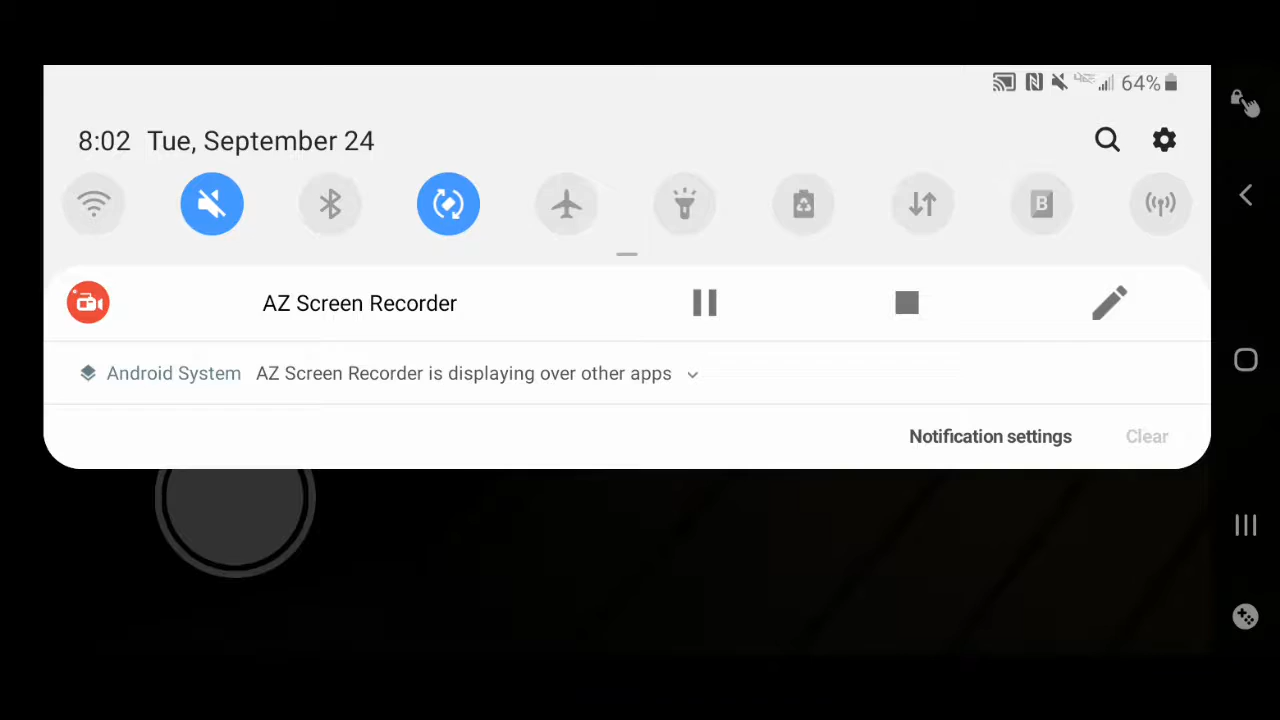 64%
8:02 Tue, September 24
B
AZ Screen Recorder
Android System AZ Screen Recorder is displaying over other apps
Notification settings Clear